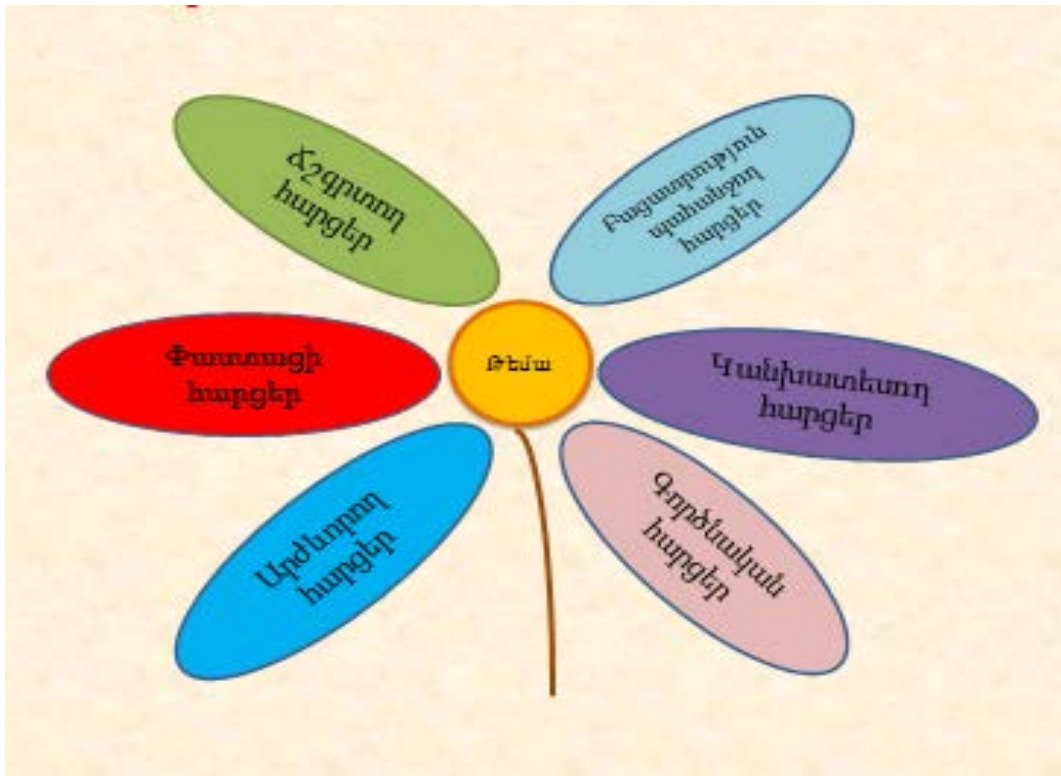 Ճշգրտող
հարցեր
Բացատրություն
պահանջող
հարցեր
Փաստացի
հարցեր
Թեմա
Կանխատեսող
հարցեր
Արժևորող
հարցեր
Գործնական
հարցեր